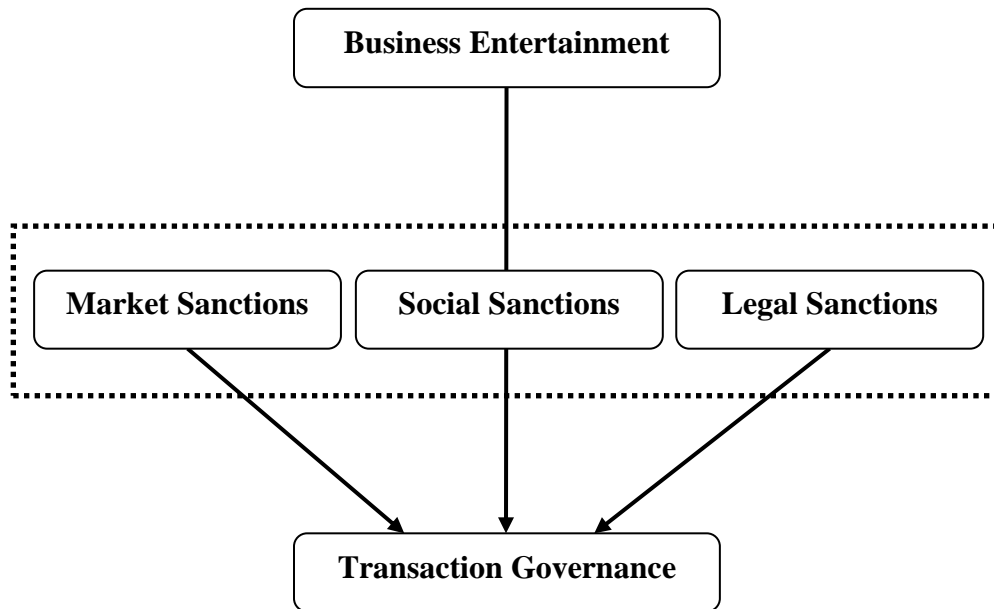 Business Entertainment
Market Sanctions
Social Sanctions
Legal Sanctions
Transaction Governance